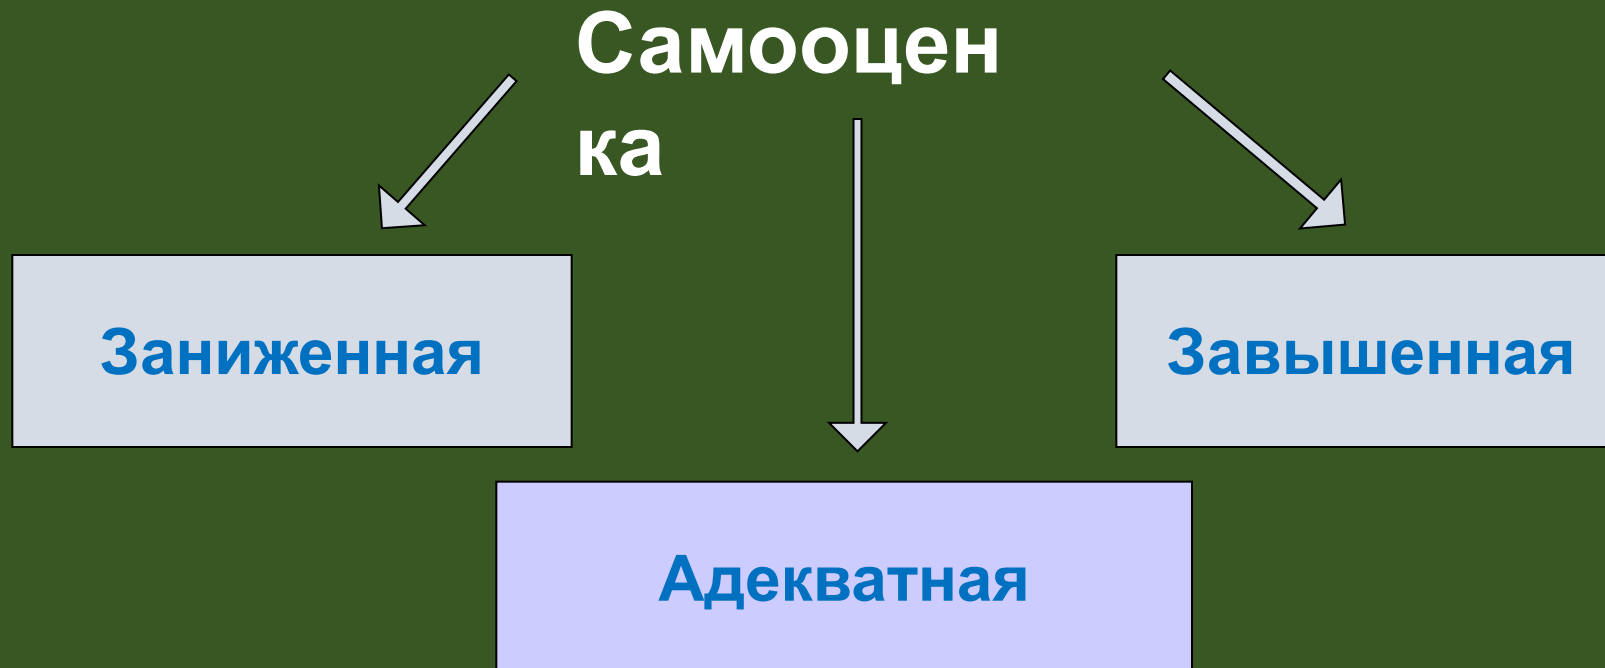 Самооцен
ка
Заниженная
Завышенная
Адекватная